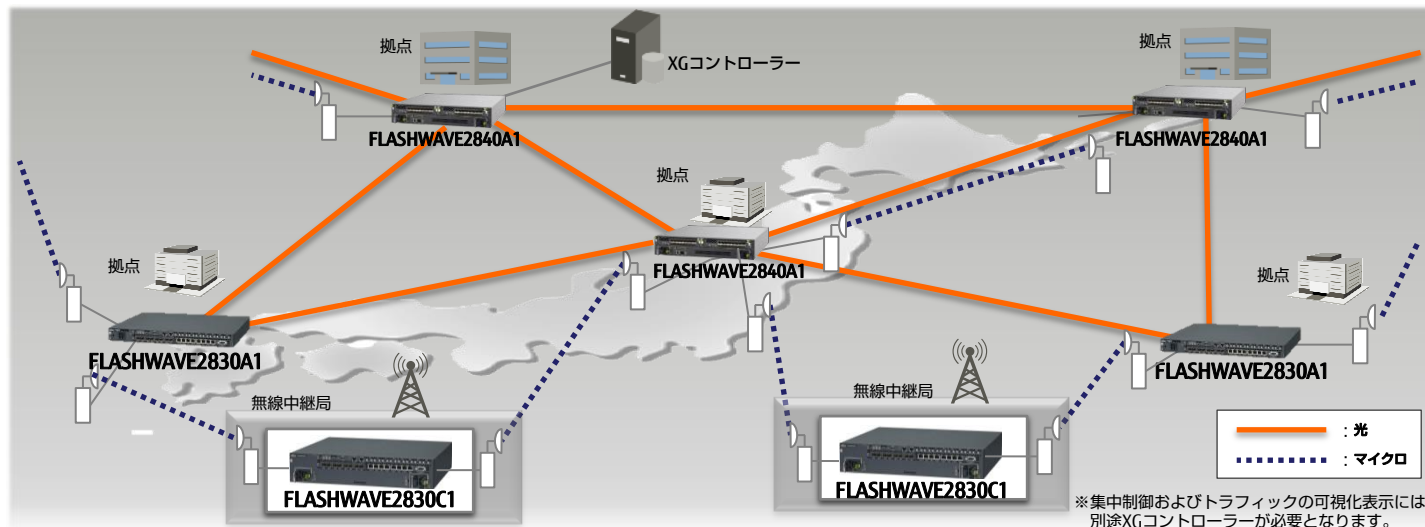 拠点
XGコントローラー
拠点
FLASHWAVE2840A1
FLASHWAVE2840A1
拠点
FLASHWAVE2840A1
拠点
拠点
FLASHWAVE2830A1
FLASHWAVE2830A1
無線中継局
無線中継局
FLASHWAVE2830C1
FLASHWAVE2830C1
：光
：マイクロ
※集中制御およびトラフィックの可視化表示には
別途XGコントローラーが必要となります。